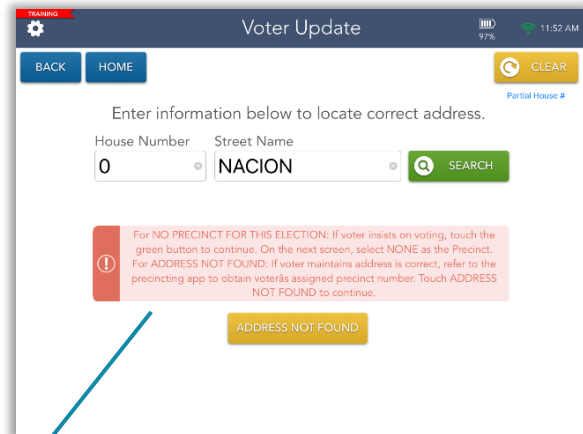 TRAINING
Voter Update
97%
11:52 AM
BACK
HOME
CLEAR
Partial House #
Enter information below to locate correct address.
House Number
Street Name
0
NACION
SEARCH
For NO PRECINCT FOR THIS ELECTION: If voter insists on voting, touch the
green button to continue. On the next screen, select NONE as the Precinct.
For ADDRESS NOT FOUND: If voter maintains address is correct, refer to the
precincting app to obtain voterâs assigned precinct number. Touch ADDRESS
NOT FOUND to continue.
ADDRESS NOT FOUND